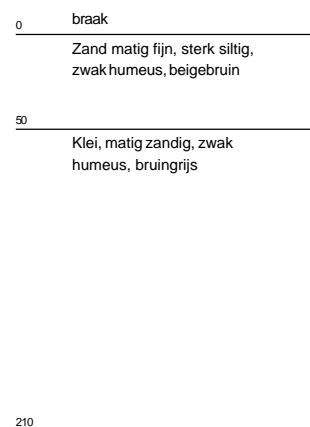 0 braak
Zand matig fijn, sterk siltig,
zwak humeus, beigebruin
50
Klei, matig zandig, zwak
humeus, bruingrijs
210